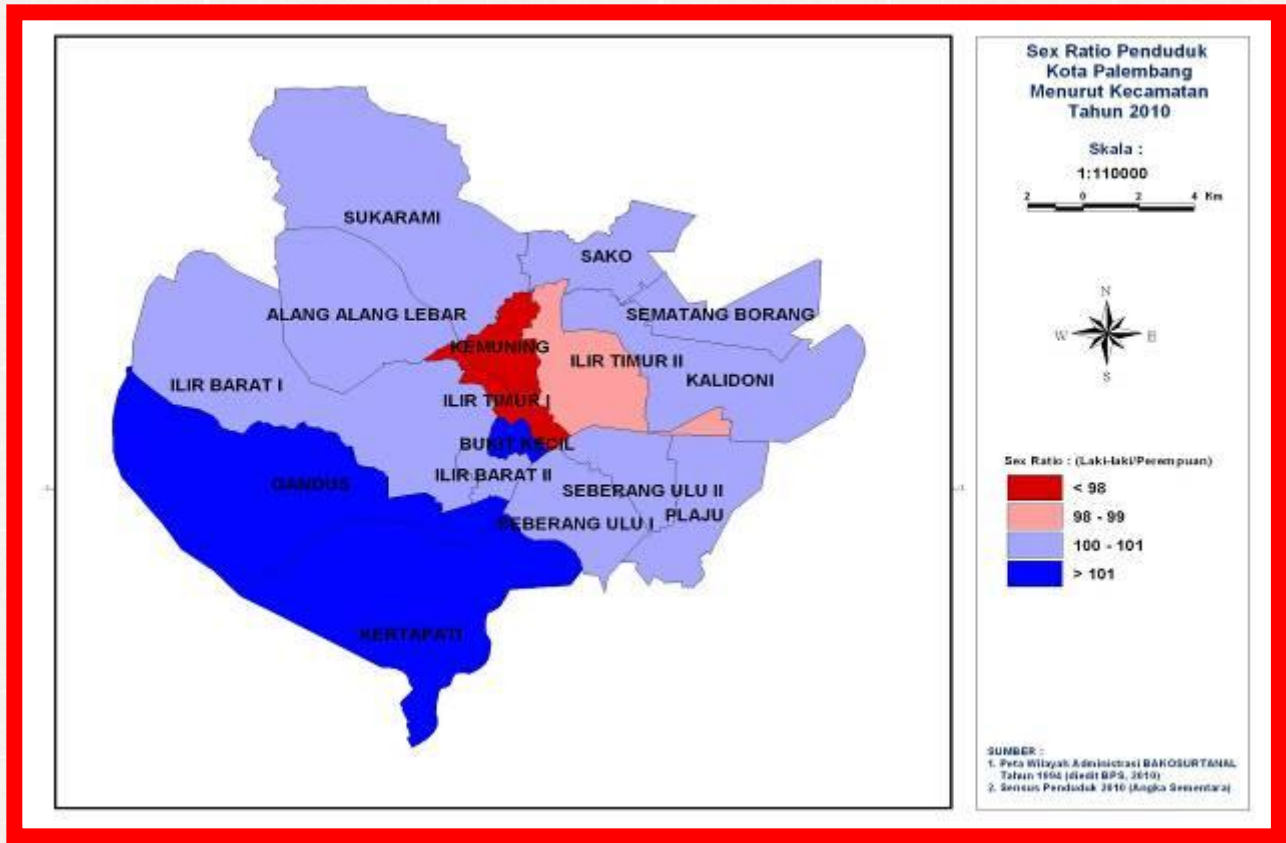 Sex Ratio Penduduk
Kota Palembang
Menurut Kecamatan
Tahun 2010
Skala :
1:110000
2 0 2 4 Km
N
W E
S
Sex Ratio : (Laki-laki/Perempuan)
< 98
98 - 99
100 - 101
> 101
SUMBER :
1. Peta Wilayah Administrasi BAKOSURTANAL
Tahun 1994 (diedit BPS, 2010)
2. Sensus Penduduk 2010 (Angka Sementara)
SUKARAMI
SAKO
ALANG ALANG LEBAR
SEMATANG BORANG
KEMUNING
ILIR TIMUR II
KALIDONI
ILIR BARAT I
ILIR TIMUR I
BUKIT KECIL
ILIR BARAT II
GANDUS
SEBERANG ULU II
PLAJU
SEBERANG ULU I
KERTAPATI